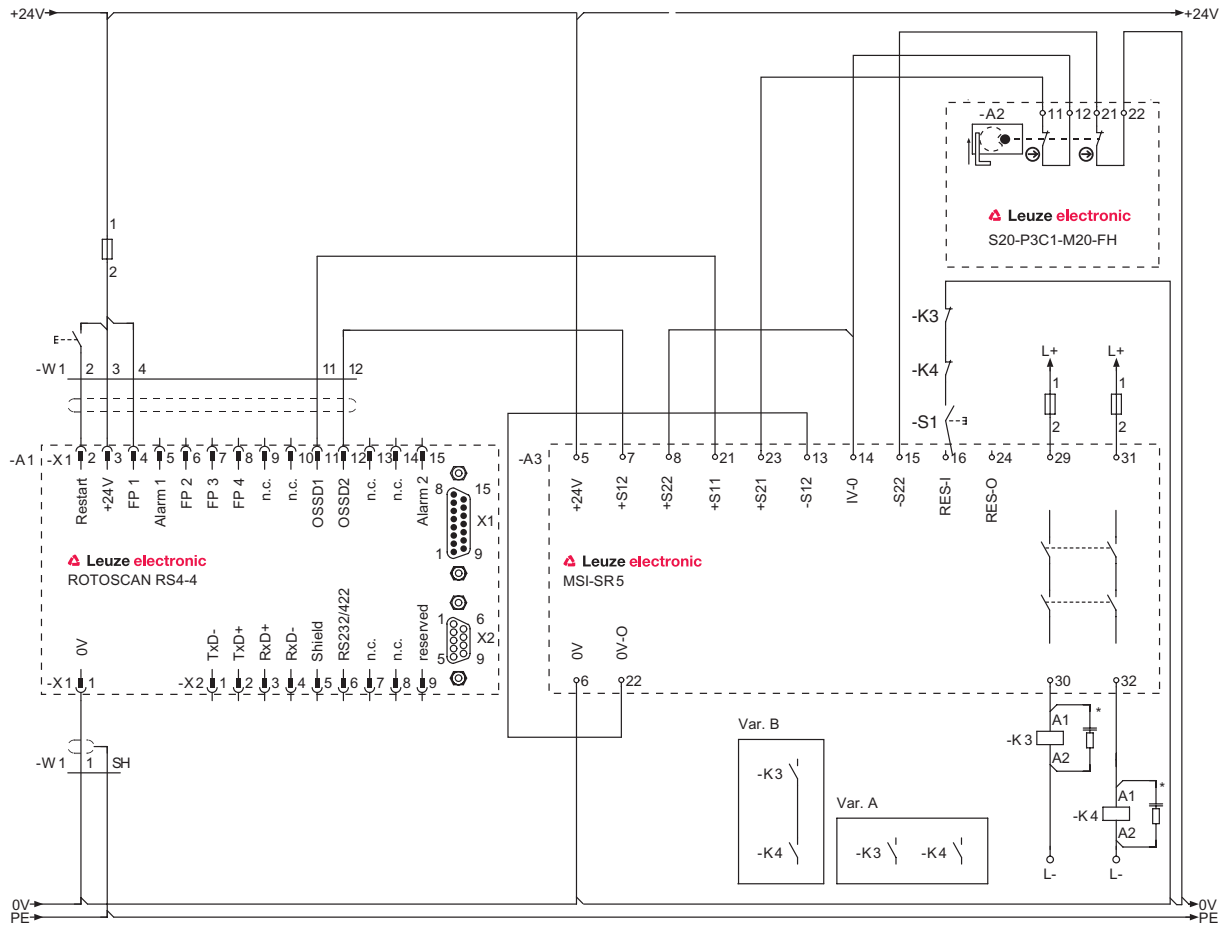 +24V
+24V
-A2
11
12
21
22
Leuze electronic
S20-P3C1-M20-FH
1
2
-K3
-K4
-S1
L+
L+
1
2
1
2
E
-W1
2
3
4
11
12
-A1
-X1
2
3
4
5
6
7
8
9
10
11
12
13
14
15
Restart
+24V
FP 1
Alarm 1
FP 2
FP 3
FP 4
n.c.
n.c.
OSSD1
OSSD2
n.c.
n.c.
Alarm 2
8
15
X1
1
9
Leuze electronic
ROTOSCAN RS4-4
1
6
X2
5
9
0V
TxD-
TxD+
RxD+
RxD-
Shield
RS232/422
n.c.
n.c.
reserved
-X1
1
-X2
1
2
3
4
5
6
7
8
9
-W1
1
SH
-A3
5
7
8
21
23
13
14
15
16
24
29
31
+24V
+S12
+S22
+S11
+S21
-S12
IV-0
-S22
RES-I
RES-O
Leuze electronic
MSI-SR5
0V
0V-O
6
22
30
32
Var. B
-K3
-K4
Var. A
-K3
-K4
-K3
A1
A2
*
-K4
A1
A2
*
L-
L-
0V
PE
0V
PE